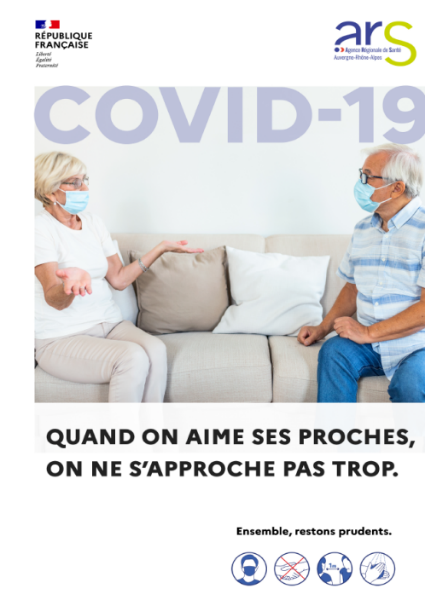 RÉPUBLIQUE
FRANÇAISE
Liberté
Égalité
Fraternité
ars
Agence Régionale de Santé
Auvergne-Rhône-Alpes
COVID-19
QUAND ON AIME SES PROCHES,
ON NE S’APPROCHE PAS TROP.
Ensemble, restons prudents.
1m